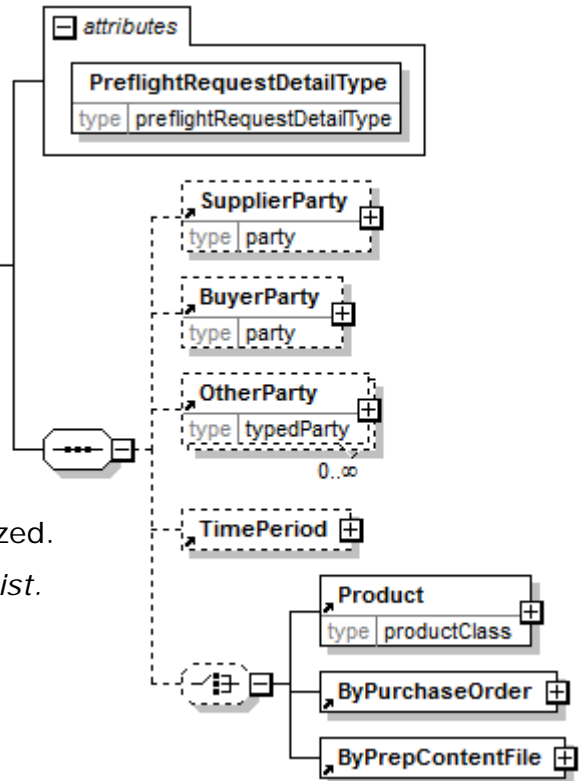 attributes
PreflightRequestDetailType
type preflightRequestDetailType
SupplierParty
type party
BuyerParty
type party
OtherParty
type typedParty
0..∞
zed.
TimePeriod
ist.
Product
type productClass
ByPurchaseOrder
ByPrepContentFile